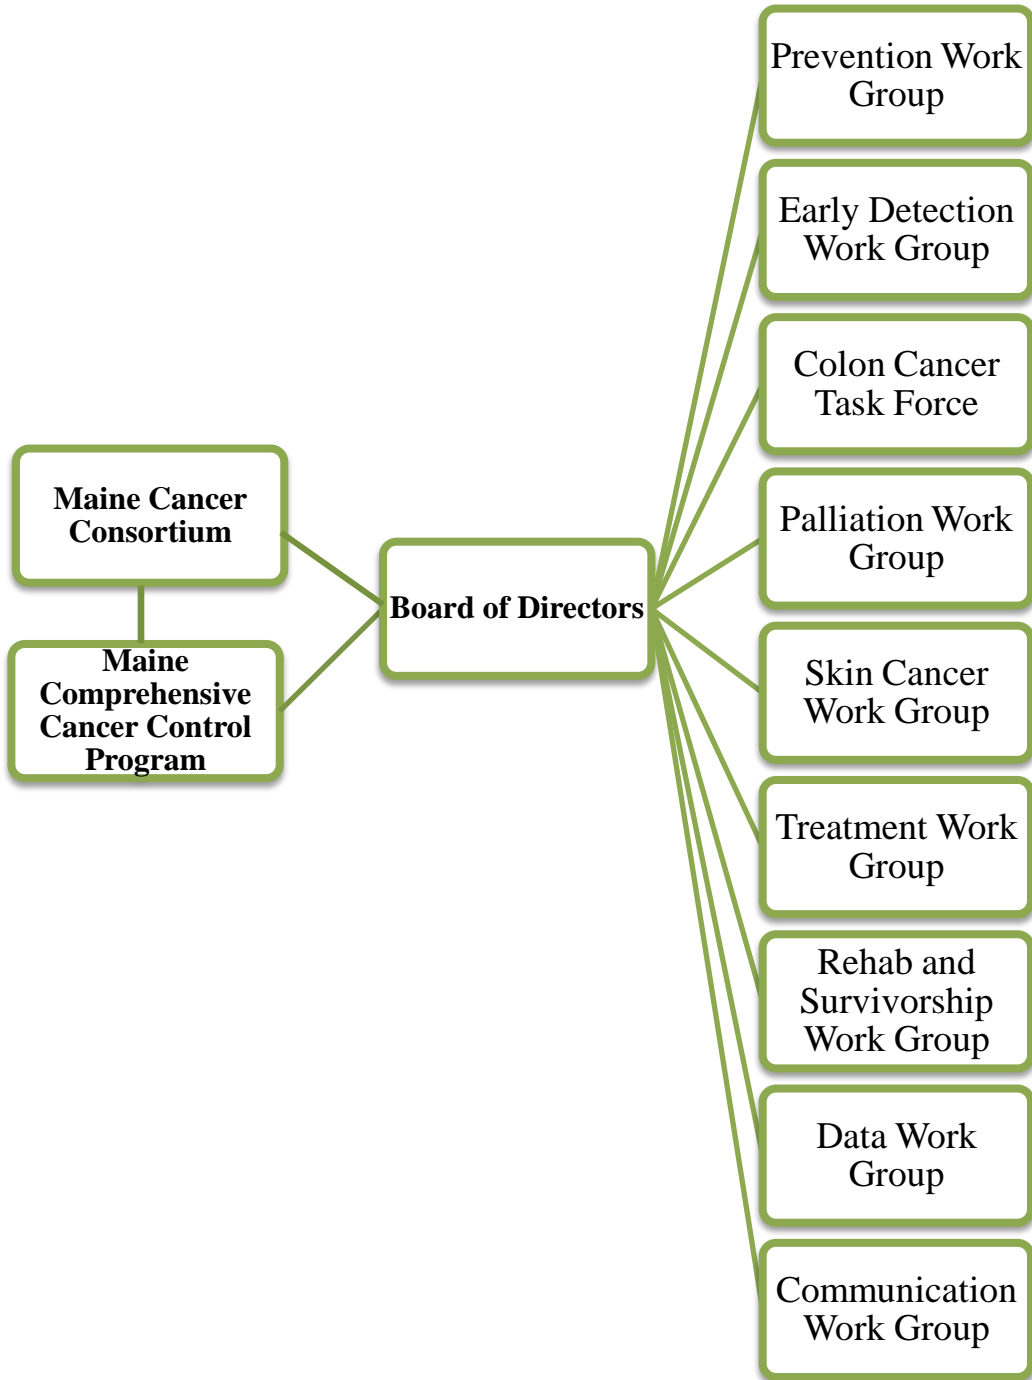 Maine Cancer
Consortium
Maine
Comprehensive
Cancer Control
Program
Board of Directors
Prevention Work
Group
Early Detection
Work Group
Colon Cancer
Task Force
Palliation Work
Group
Skin Cancer
Work Group
Treatment Work
Group
Rehab and
Survivorship
Work Group
Data Work
Group
Communication
Work Group